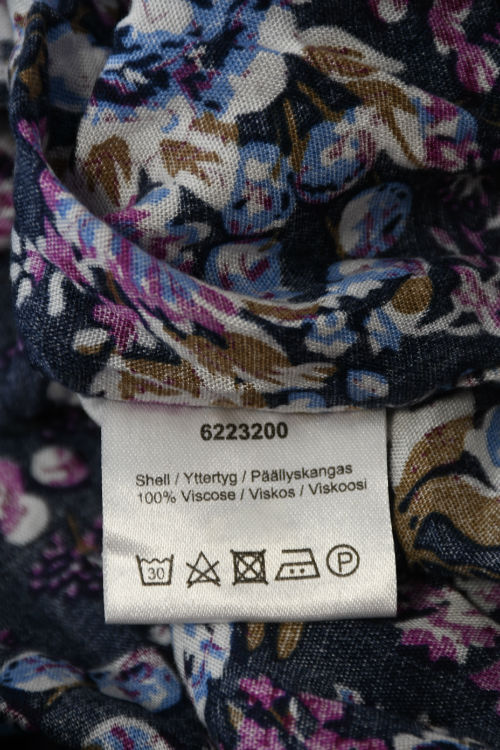 6223200
Shell / Yttertyg / Päällyskangas
100% Viscose / Viskos / Viskoosi
30 P